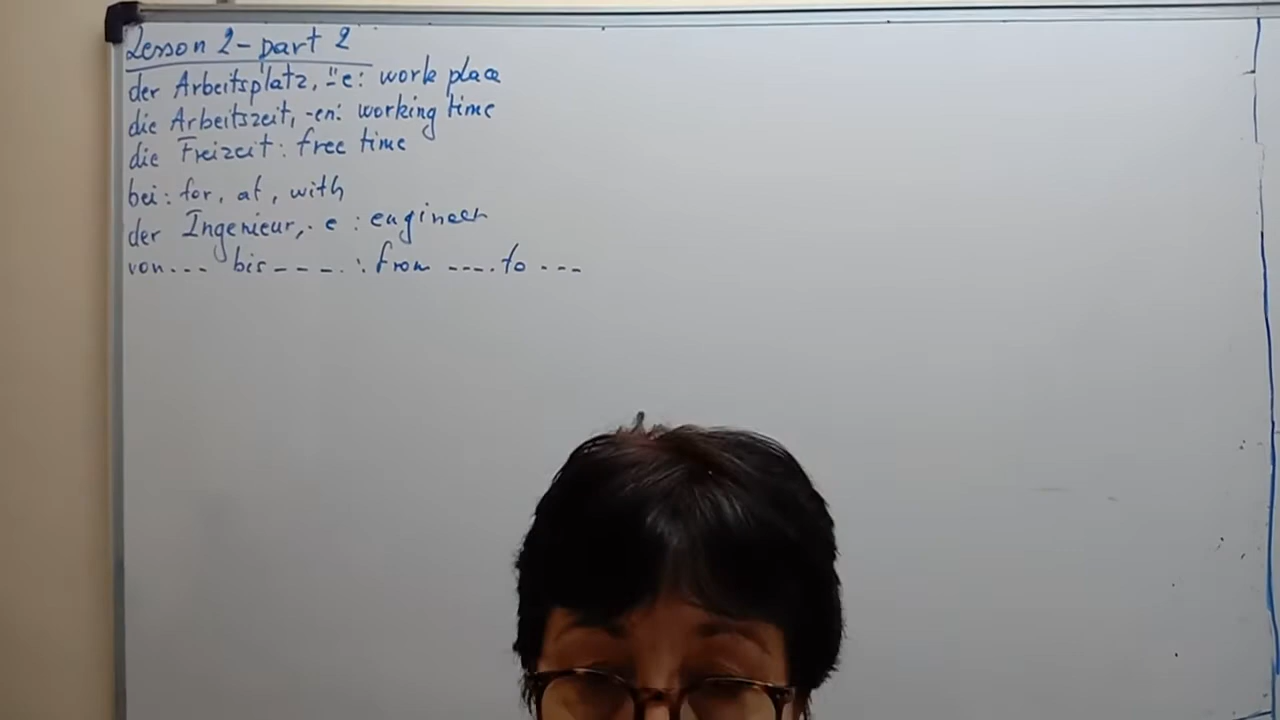 Lesson 2 - part 2
der Arbeitsplatz, -̈e: work place
die Arbeitszeit, -en: working time
die Freizeit: free time
bei: for, at, with
der Ingenieur, -e: engineer
von... bis ----: from ---- to ---